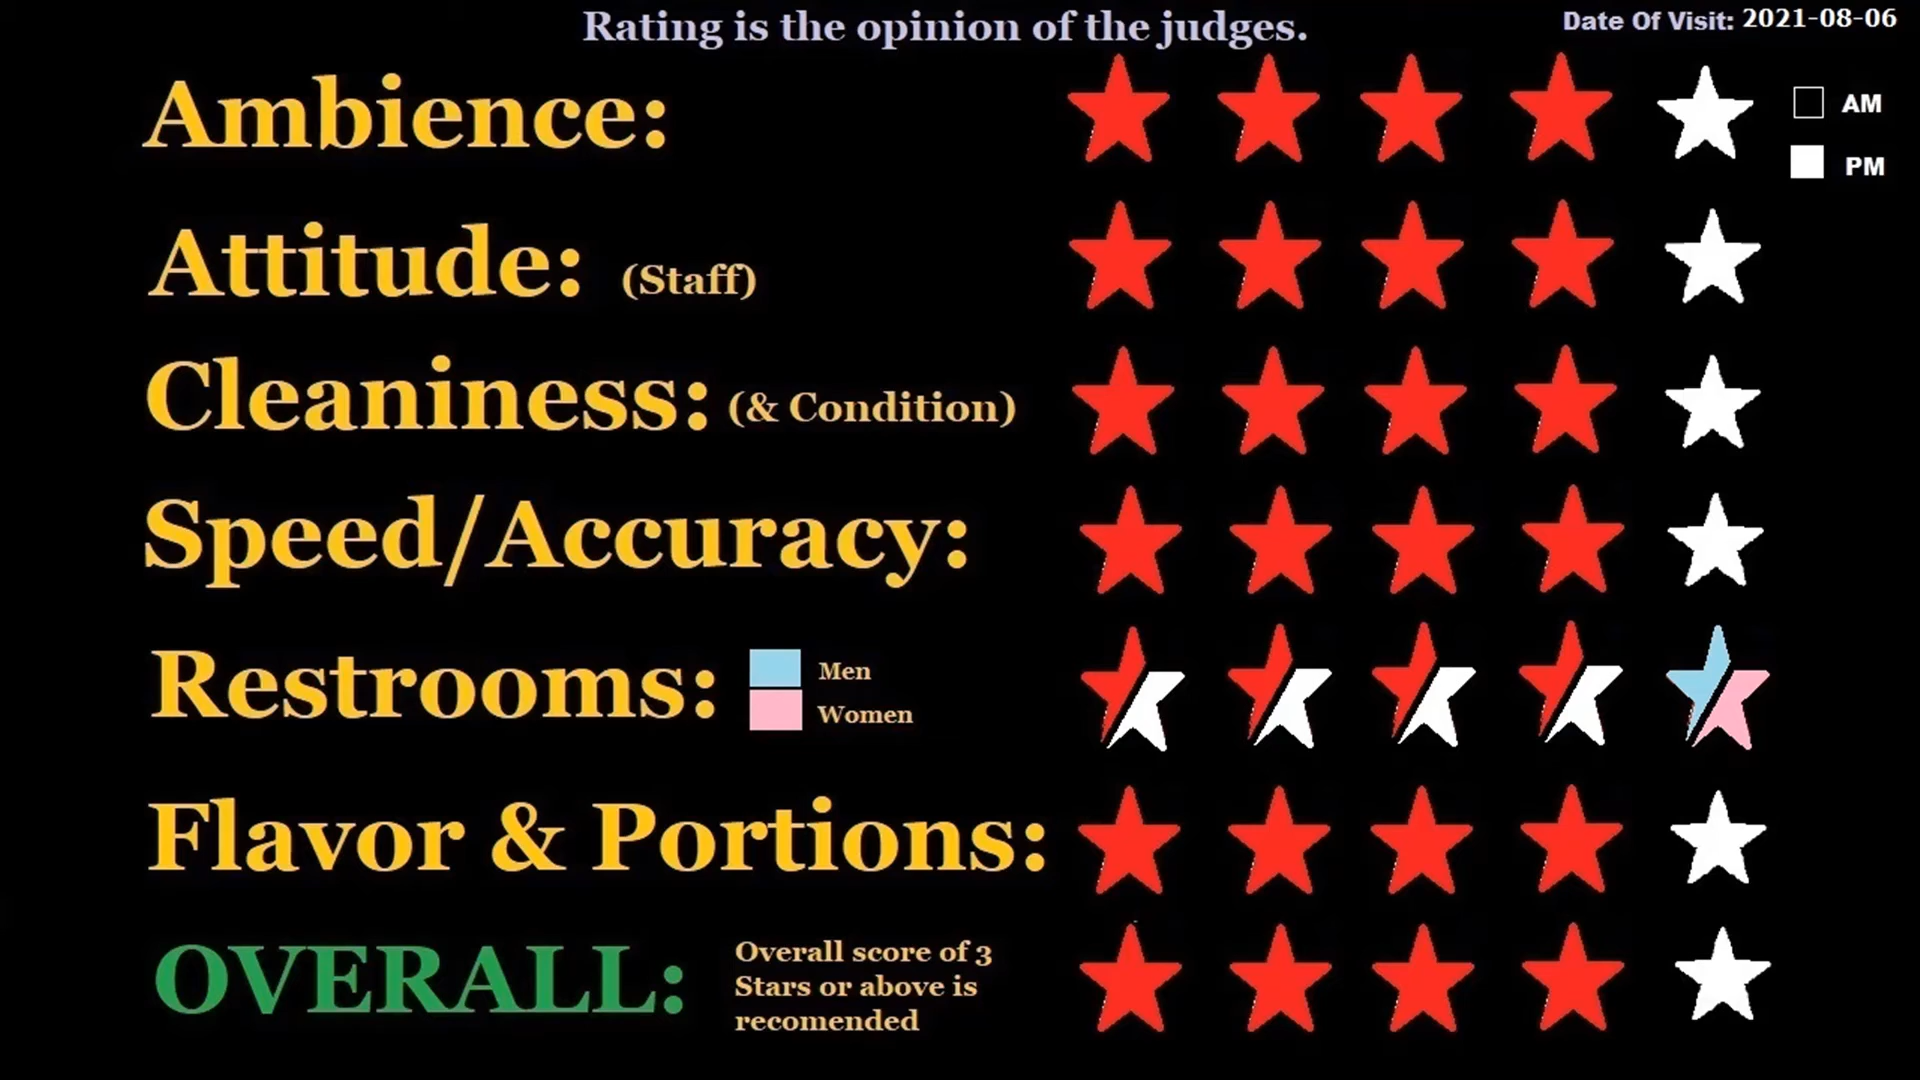 Rating is the opinion of the judges.
Date Of Visit: 2021-08-06
Ambience:
AM
PM
Attitude: (Staff)
Cleaniness: (& Condition)
Speed/Accuracy:
Restrooms:
Men
Women
Flavor & Portions:
OVERALL:
Overall score of 3
Stars or above is
recomended